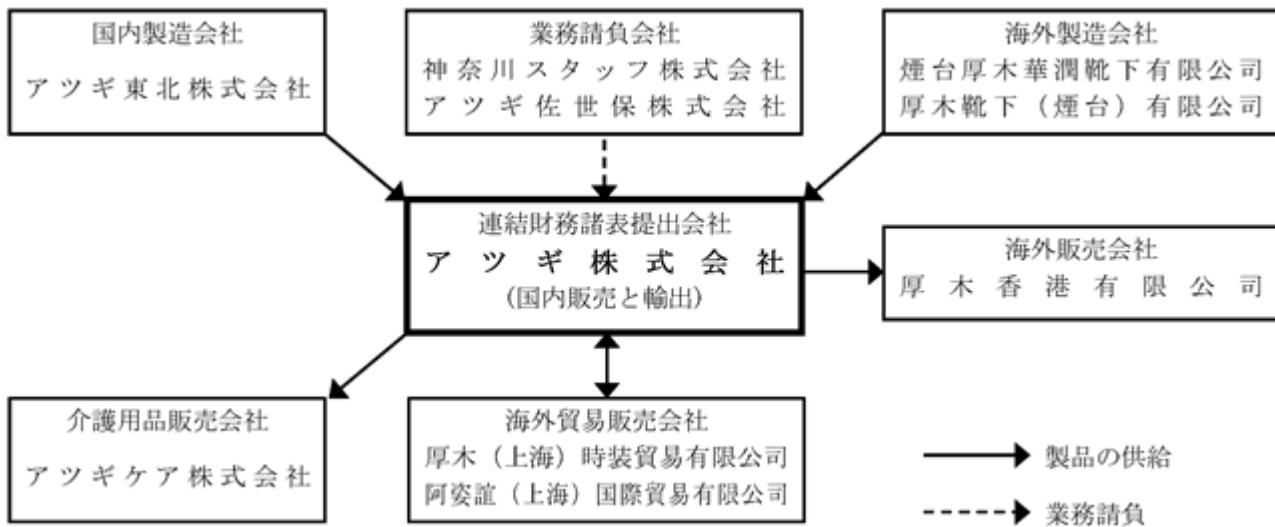 国内製造会社
アツギ東北株式会社
業務請負会社
神奈川スタッフ株式会社
アツギ佐世保株式会社
海外製造会社
煙台厚木華潤靴下有限公司
厚木靴下（煙台）有限公司
連結財務諸表提出会社
アツギ株式会社
(国内販売と輸出)
海外販売会社
厚木香港有限公司
介護用品販売会社
アツギケア株式会社
海外貿易販売会社
厚木（上海）時装貿易有限公司
阿姿誼（上海）国際貿易有限公司
製品の供給
業務請負